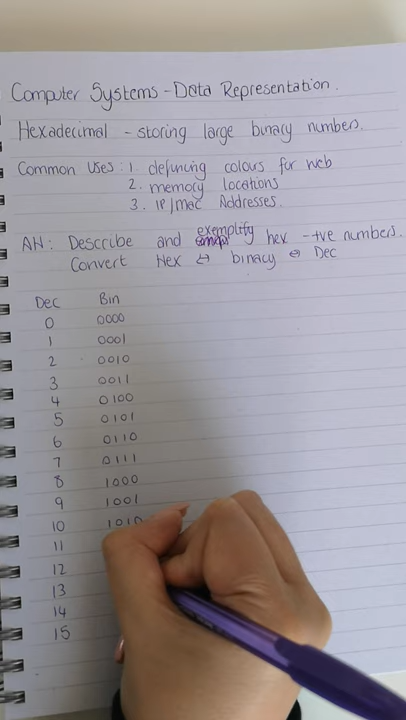 Computer Systems - Data Representation.
Hexadecimal - storing large binary numbers.
Common Uses: 1. defining colours for web
2. memory locations
3. IP/Mac Addresses.
AH: Describe and exemplify hex -+ve numbers.
Convert Hex ↔ binary ↔ Dec
Dec Bin
0 0000
1 0001
2 0010
3 0011
4 0100
5 0101
6 0110
7 0111
8 1000
9 1001
10 1010
11
12
13
14
15